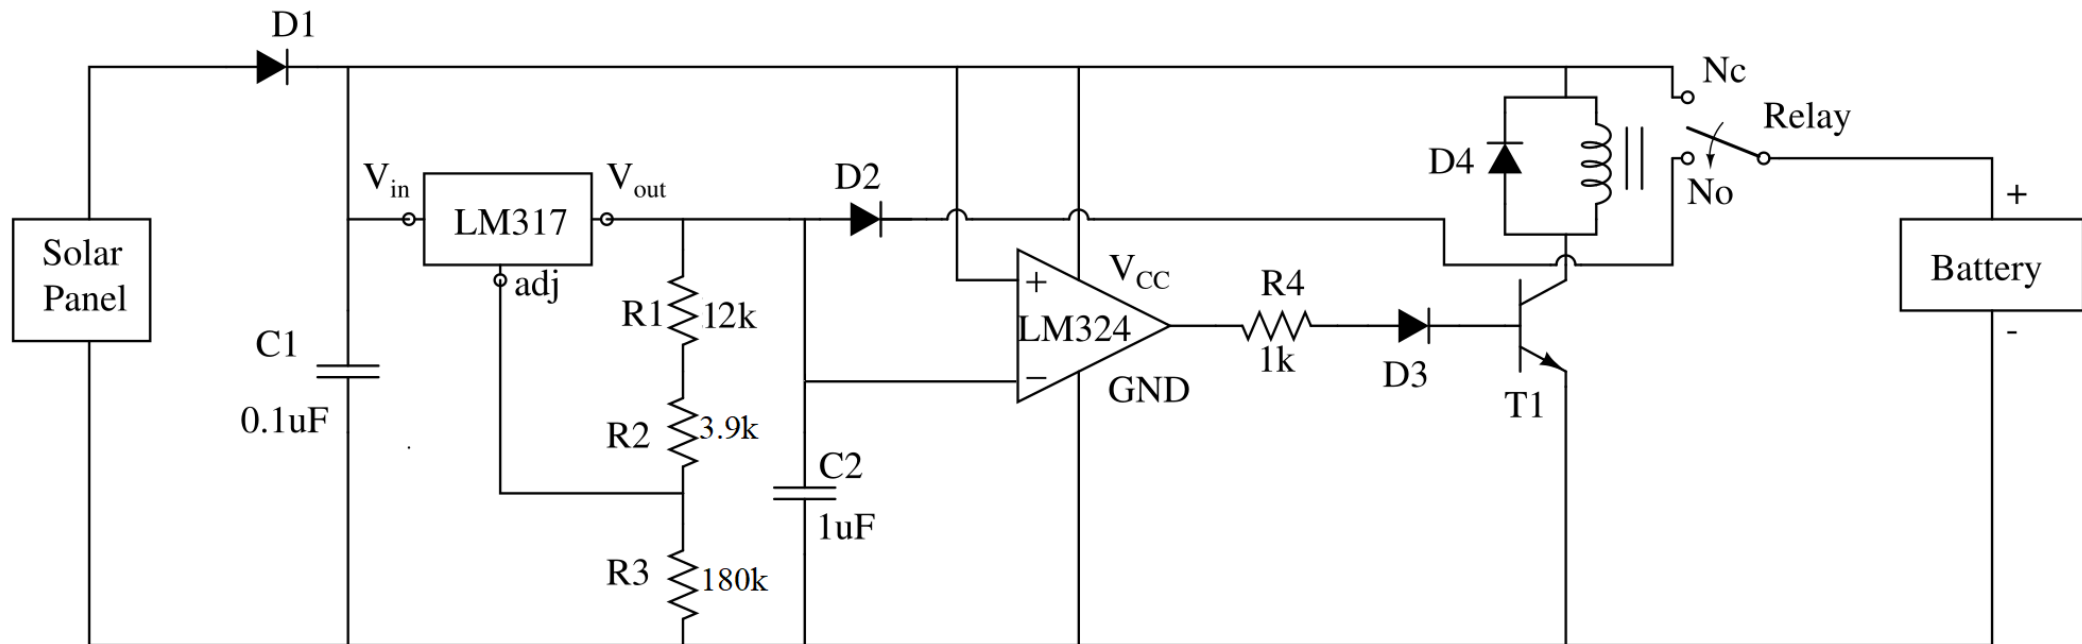 D1
Nc
Relay
Vin
Vout
D2
D4
No
LM317
Solar
Panel
adj
+
Battery
-
R1
12k
+
VCC
LM324
−
GND
R4
1k
D3
T1
C1
0.1uF
R2
3.9k
C2
1uF
R3
180k